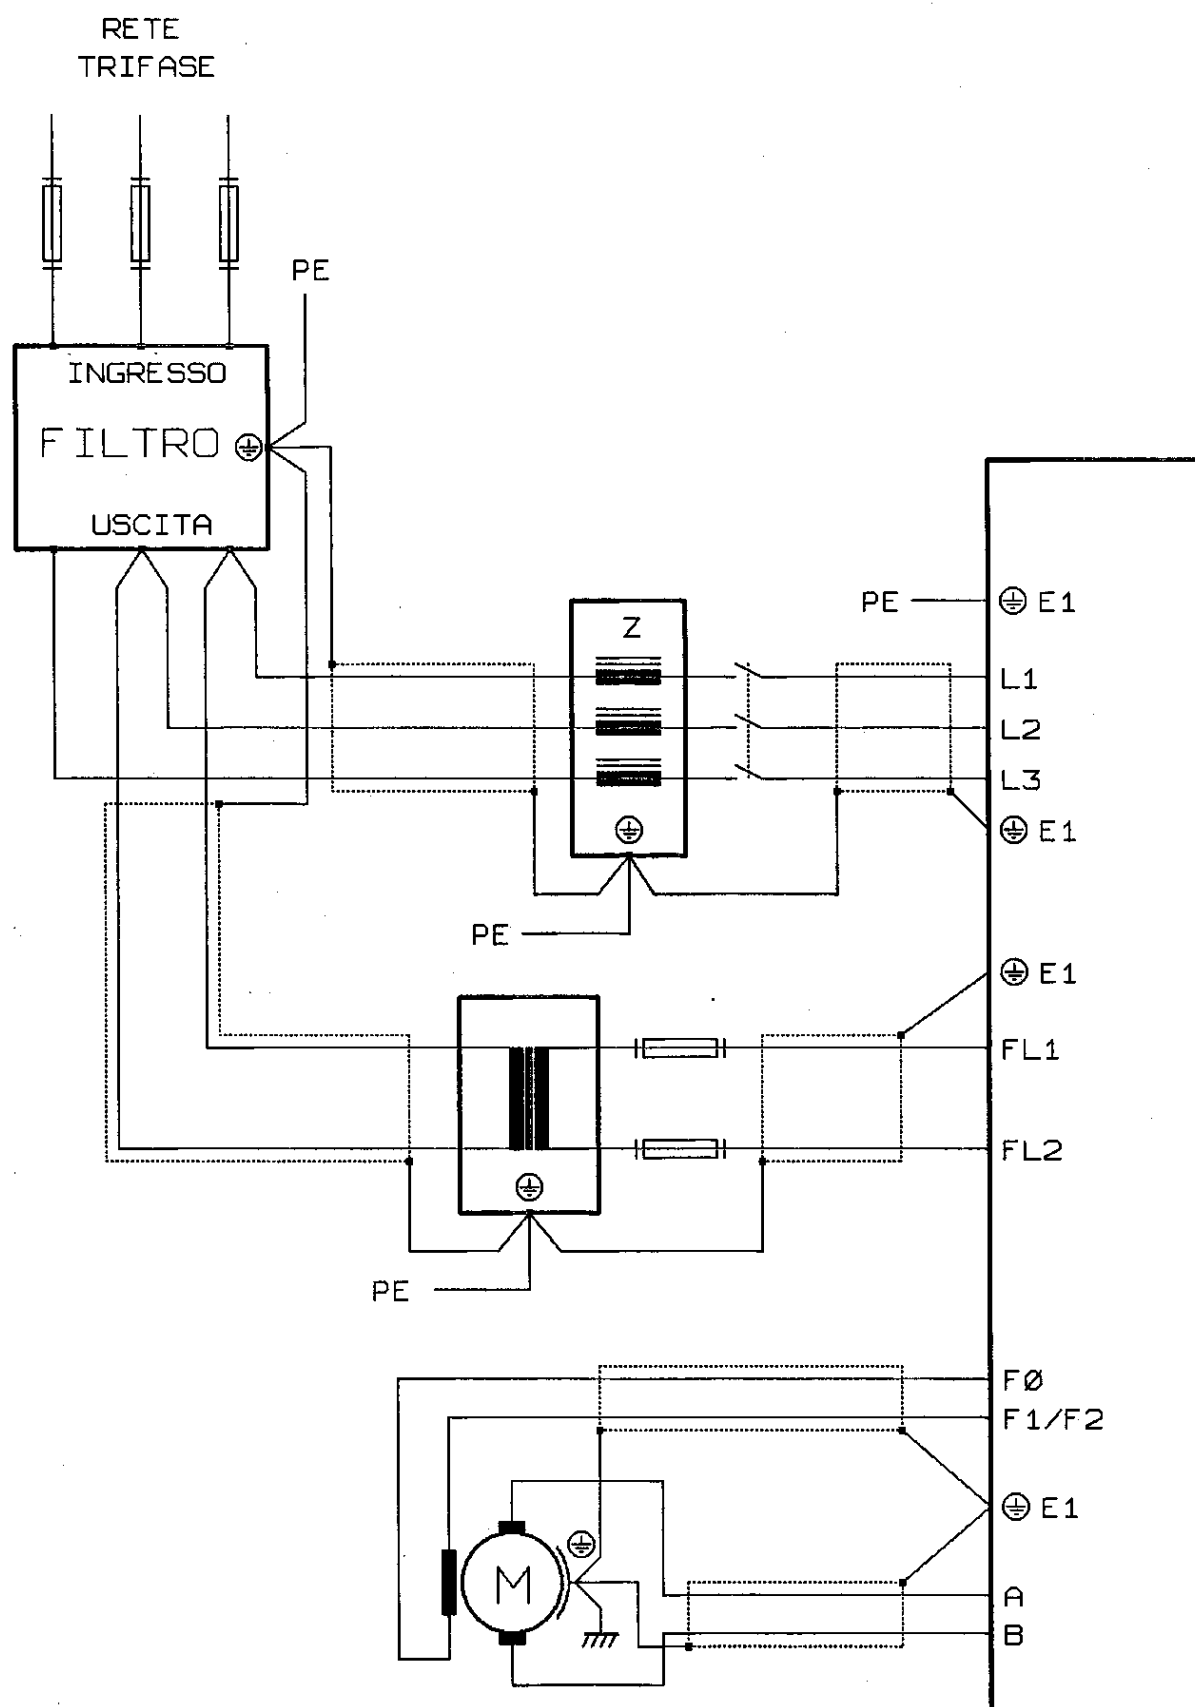 RETE
TRIFASE
PE
INGRESSO
FILTRO
USCITA
Z
PE
E1
L1
L2
L3
E1
PE
E1
FL1
FL2
PE
FØ
F1/F2
E1
M
A
B